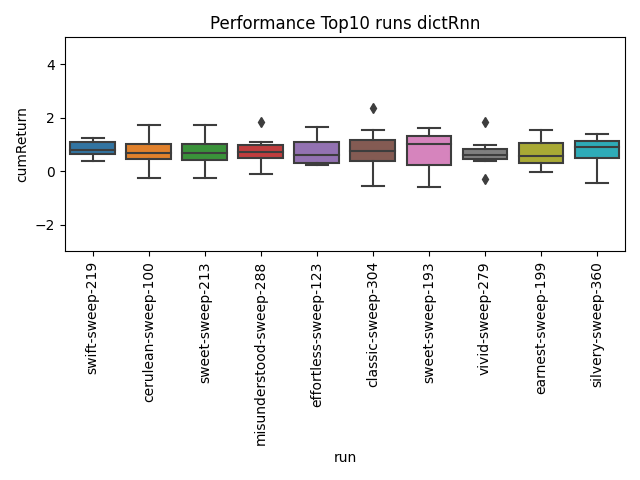 Performance Top10 runs dictRnn
cumReturn
4
2
0
−2
swift-sweep-219
cerulean-sweep-100
sweet-sweep-213
misunderstood-sweep-288
effortless-sweep-123
classic-sweep-304
sweet-sweep-193
vivid-sweep-279
earnest-sweep-199
silvery-sweep-360
run